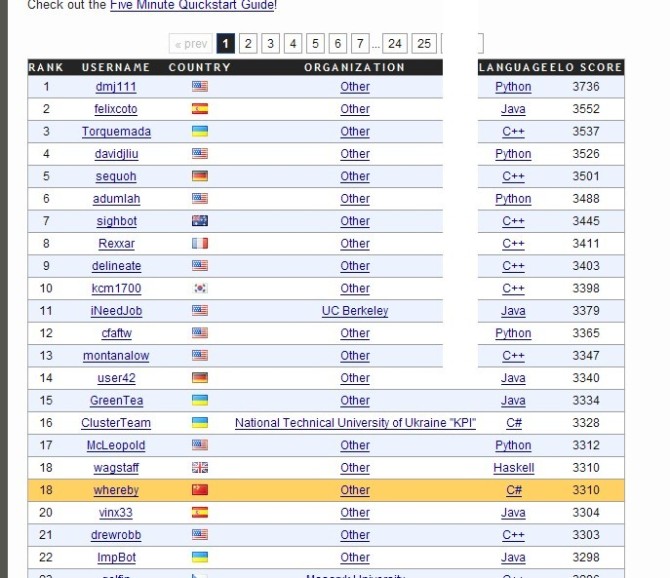 Check out the Five Minute Quickstart Guide!
« prev 1 2 3 4 5 6 7 ... 24 25
RANK USERNAME COUNTRY ORGANIZATION LANGUAGE ELO SCORE
1 dmj111 Other Python 3736
2 felixcoto Other Java 3552
3 Torquemada Other C++ 3537
4 davidjliu Other Python 3526
5 sequoh Other C++ 3501
6 adumlah Other Python 3488
7 sighbot Other C++ 3445
8 Rexxar Other C++ 3411
9 delineate Other C++ 3403
10 kcm1700 Other C++ 3398
11 iNeedJob UC Berkeley Java 3379
12 cfaftw Other Python 3365
13 montanalow Other C++ 3347
14 user42 Other Java 3340
15 GreenTea Other Java 3334
16 ClusterTeam National Technical University of Ukraine "KPI" C# 3328
17 McLeopold Other Python 3312
18 wagstaff Other Haskell 3310
18 whereby Other C# 3310
20 vinx33 Other Java 3304
21 drewrobb Other C++ 3303
22 ImpBot Other Java 3298